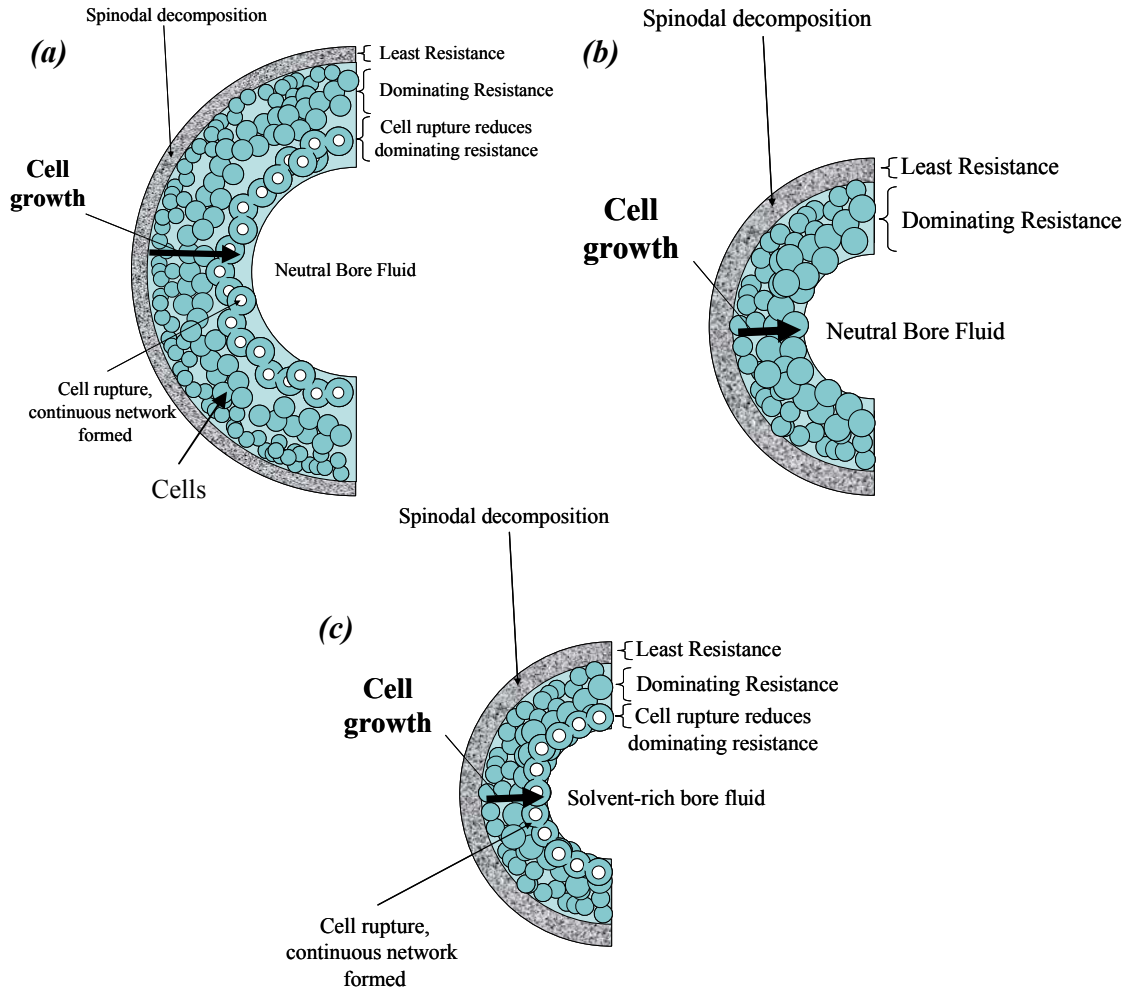 Spinodal decomposition
(a)
Least Resistance
Dominating Resistance
Cell rupture reduces
dominating resistance
Cell
growth
Neutral Bore Fluid
Cell rupture,
continuous network
formed
Cells
Spinodal decomposition
(b)
Least Resistance
Dominating Resistance
Cell
growth
Neutral Bore Fluid
Spinodal decomposition
(c)
Least Resistance
Dominating Resistance
Cell rupture reduces
dominating resistance
Cell
growth
Solvent-rich bore fluid
Cell rupture,
continuous network
formed